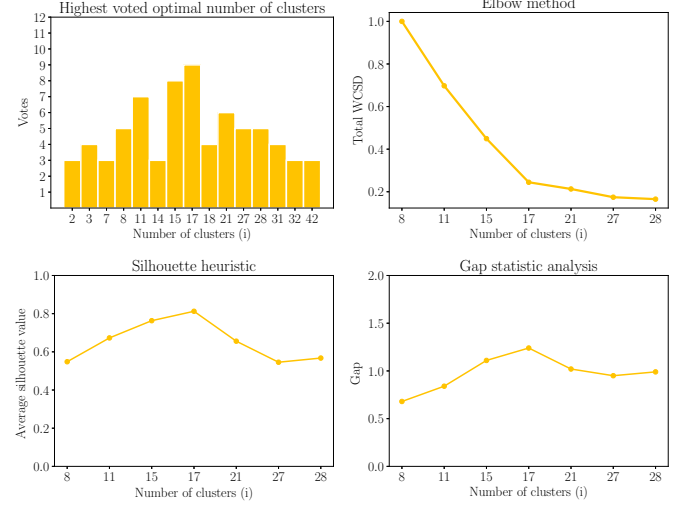 Highest voted optimal number of clusters
12
11
10
9
8
7
6
5
4
3
2
1
Votes
2 3 7 8 11 14 15 17 18 21 27 28 31 32 42
Number of clusters (i)
Elbow method
1.0
0.8
0.6
0.4
0.2
Total WCSD
8 11 15 17 21 27 28
Number of clusters (i)
Silhouette heuristic
1.0
0.8
0.6
0.4
0.2
0.0
Average silhouette value
8 11 15 17 21 27 28
Number of clusters (i)
Gap statistic analysis
2.0
1.5
1.0
0.5
0.0
Gap
8 11 15 17 21 27 28
Number of clusters (i)